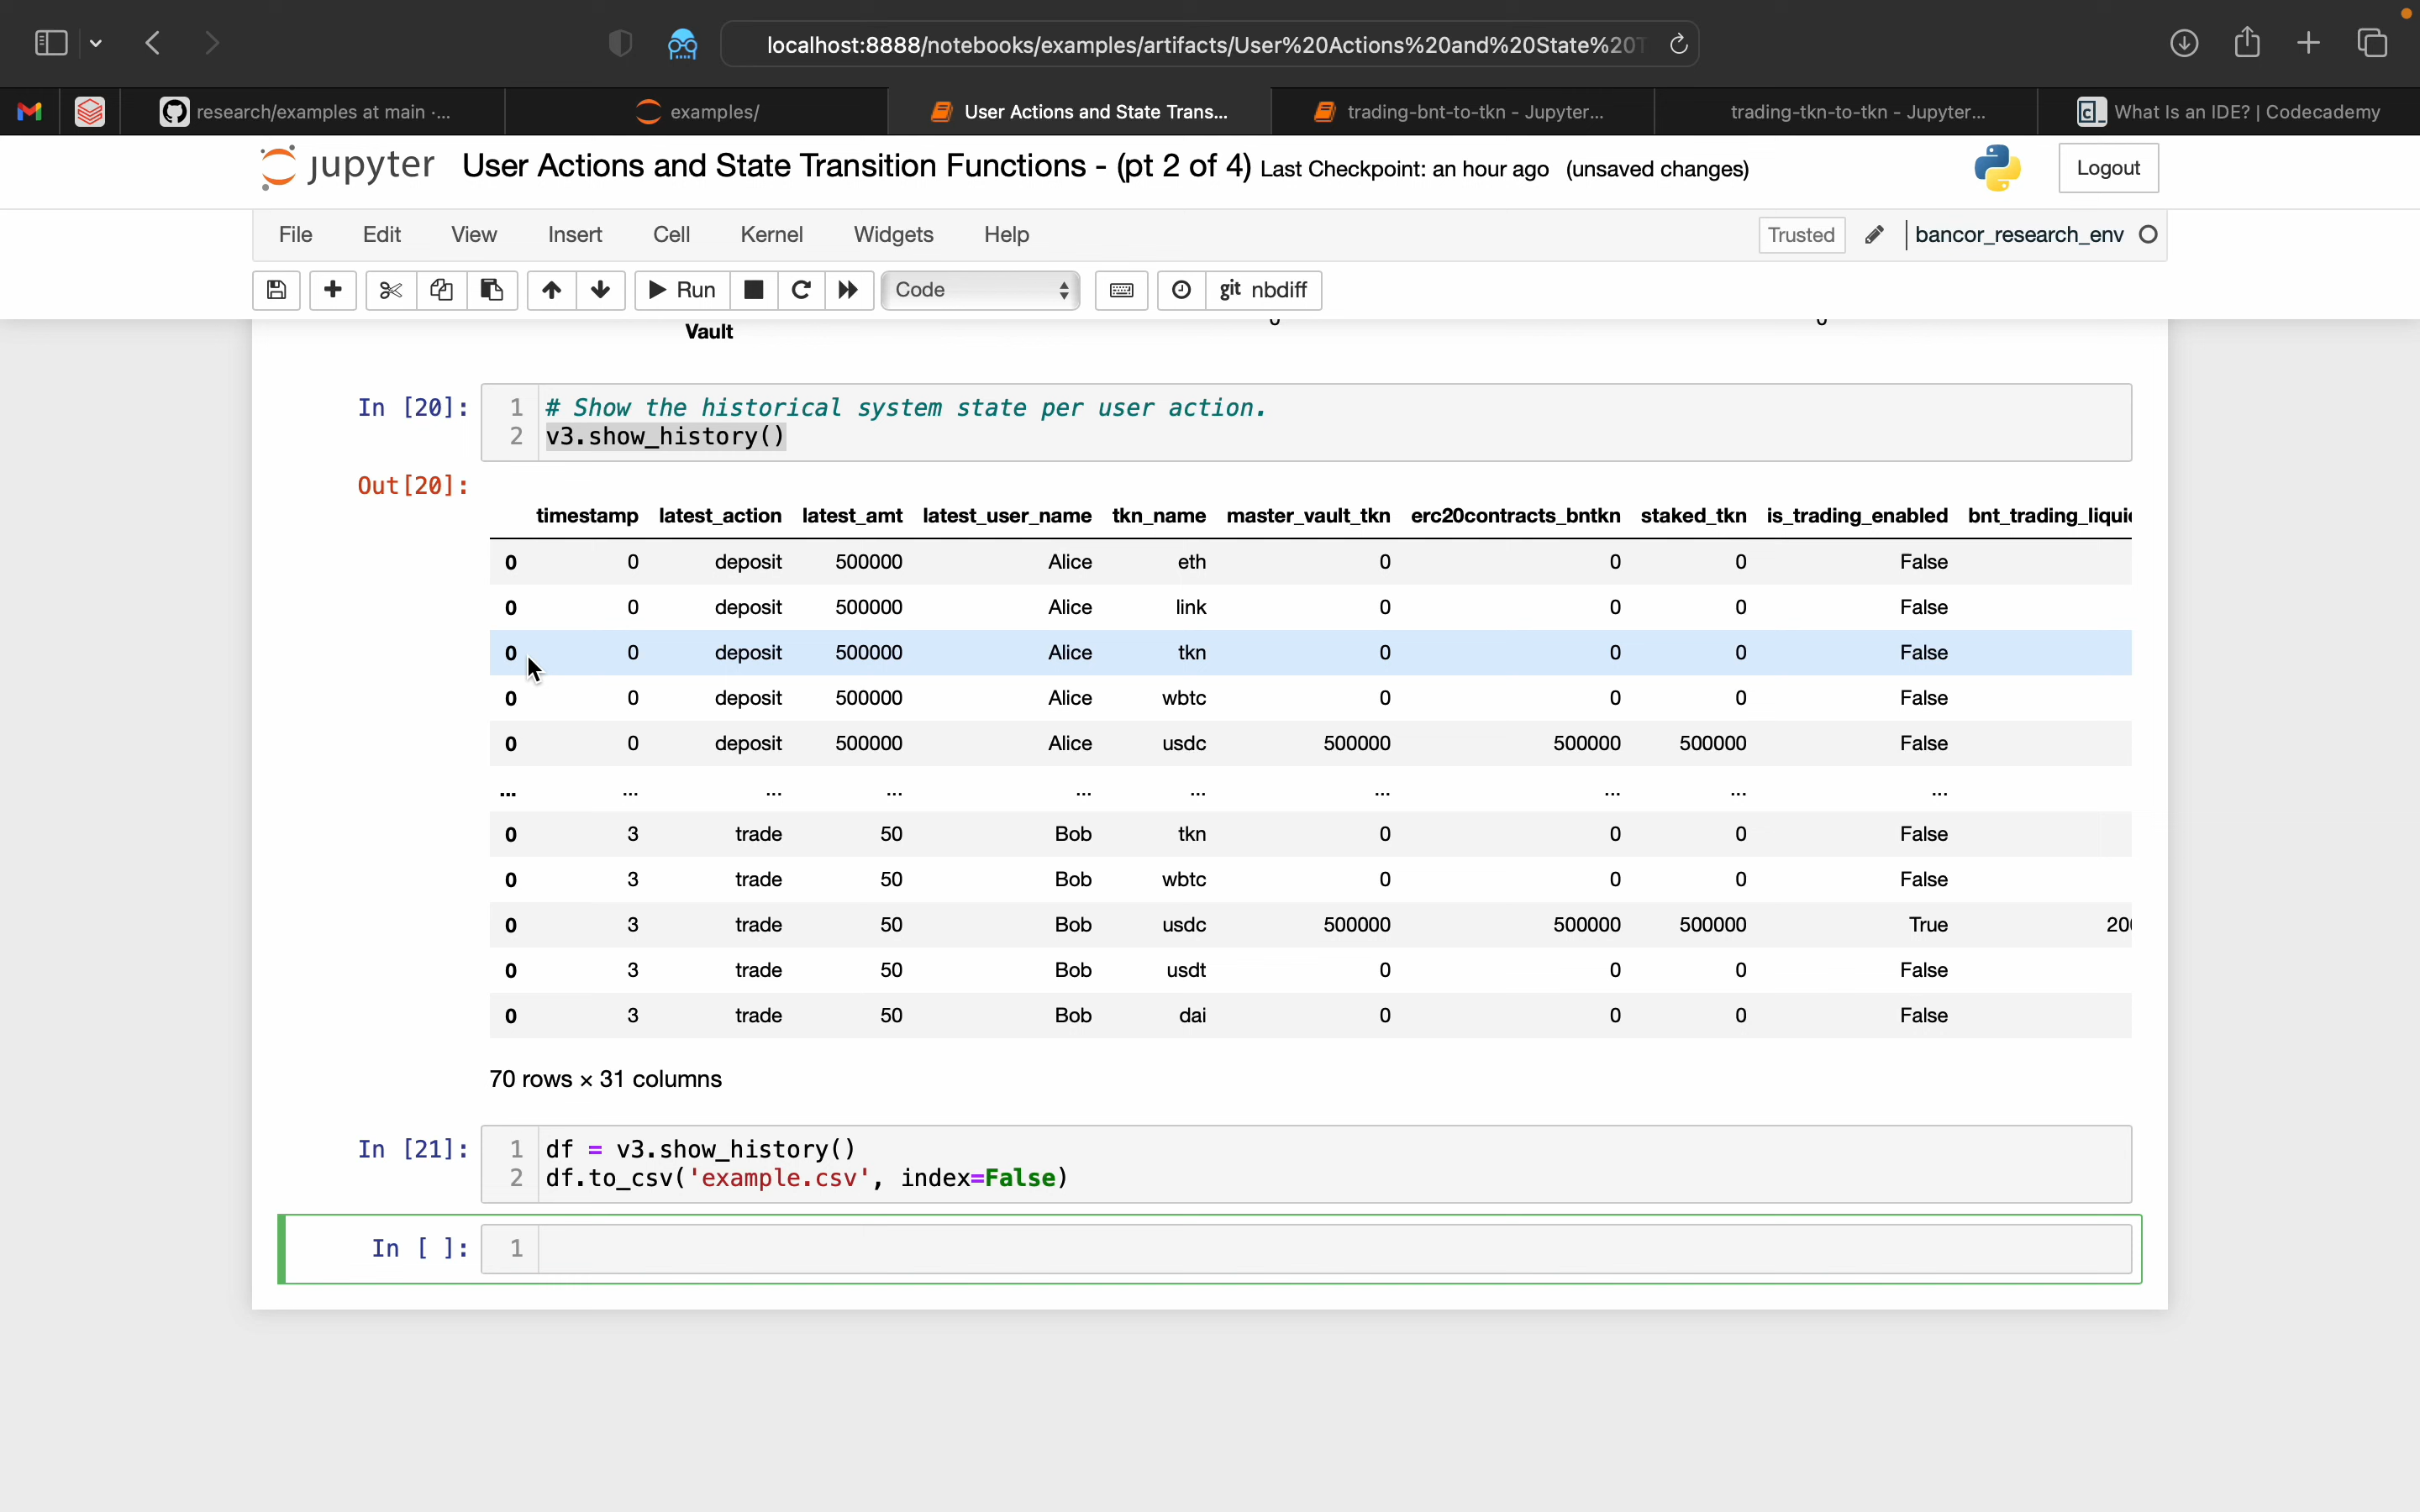 localhost:8888/notebooks/examples/artifacts/User%20Actions%20and%20State%20T
research/examples at main -...
examples/
User Actions and State Trans...
trading-bnt-to-tkn - Jupyter...
trading-tkn-to-tkn - Jupyter...
What Is an IDE? | Codecademy
jupyter User Actions and State Transition Functions - (pt 2 of 4) Last Checkpoint: an hour ago (unsaved changes)
Logout
File Edit View Insert Cell Kernel Widgets Help
Trusted
bancor_research_env
Run
Code
git nbdiff
Vault
In [20]:
1 # Show the historical system state per user action.
2 v3.show_history()
Out[20]:
timestamp latest_action latest_amt latest_user_name tkn_name master_vault_tkn erc20contracts_bntkn staked_tkn is_trading_enabled bnt_trading_liqui
0 0 deposit 500000 Alice eth 0 0 0 False
0 0 deposit 500000 Alice link 0 0 0 False
0 0 deposit 500000 Alice tkn 0 0 0 False
0 0 deposit 500000 Alice wbtc 0 0 0 False
0 0 deposit 500000 Alice usdc 500000 500000 500000 False
... ... ... ... ... ... ... ... ... ...
0 3 trade 50 Bob tkn 0 0 0 False
0 3 trade 50 Bob wbtc 0 0 0 False
0 3 trade 50 Bob usdc 500000 500000 500000 True 20
0 3 trade 50 Bob usdt 0 0 0 False
0 3 trade 50 Bob dai 0 0 0 False
70 rows × 31 columns
In [21]:
1 df = v3.show_history()
2 df.to_csv('example.csv', index=False)
In [ ]:
1